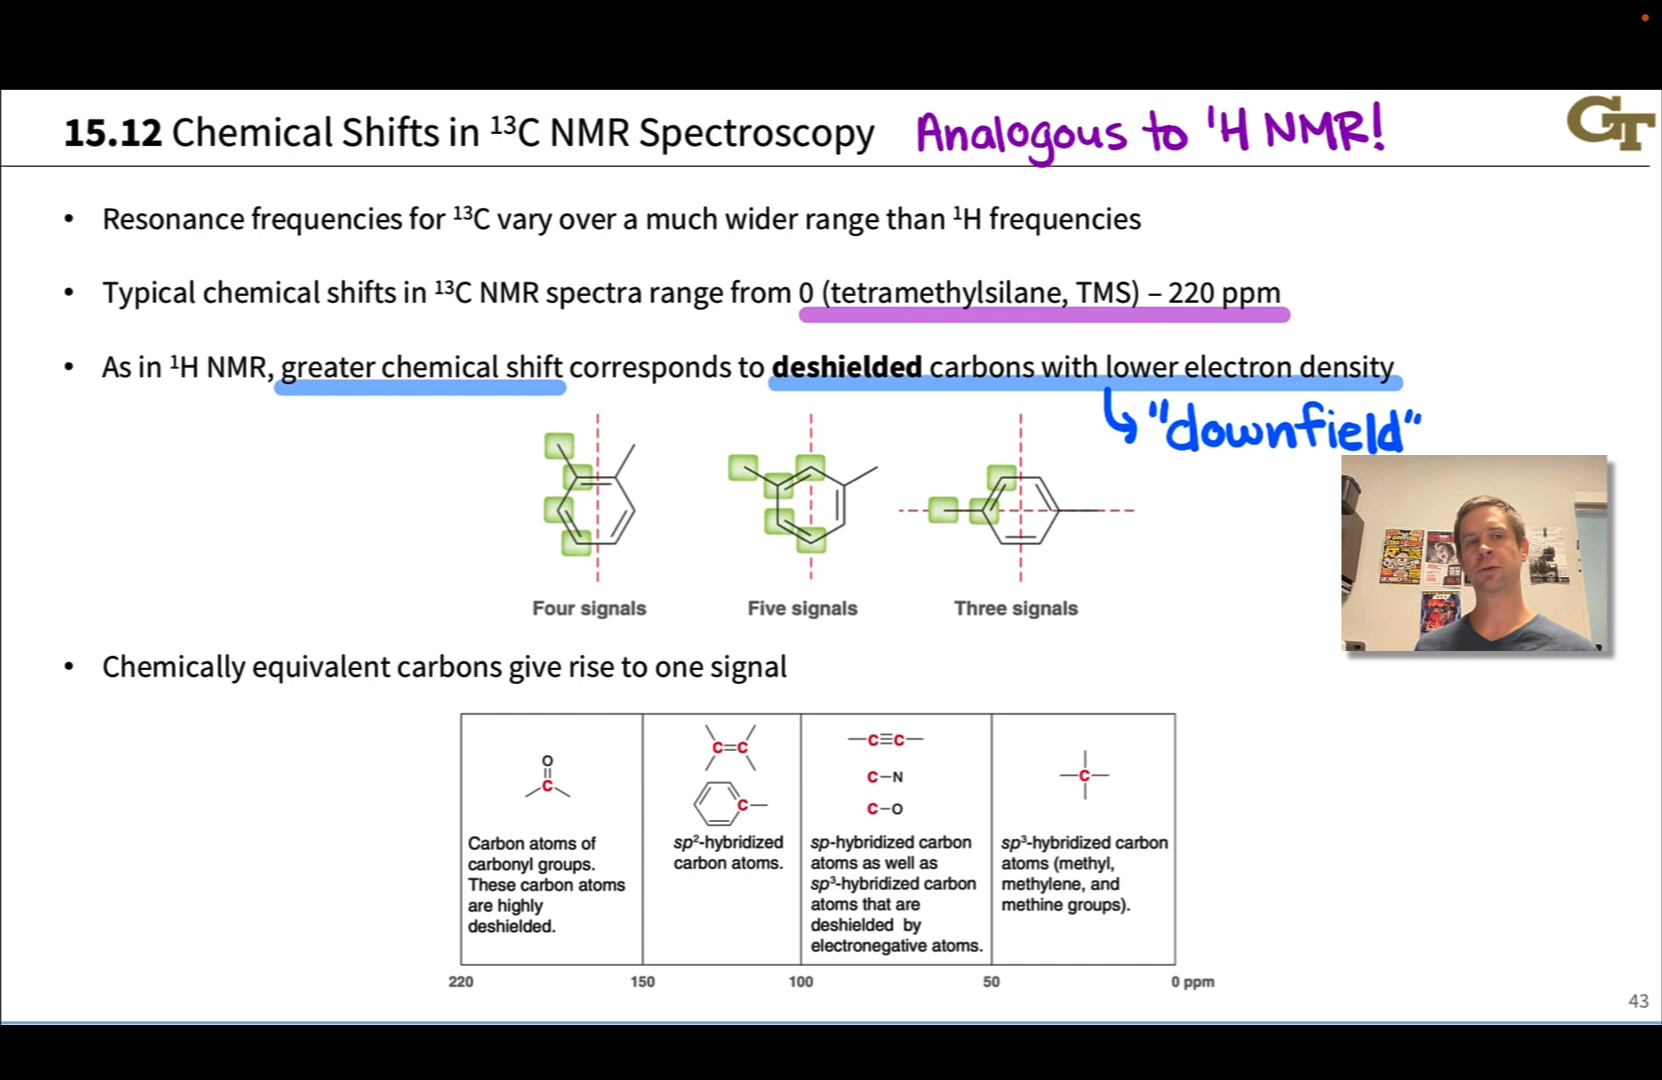 15.12 Chemical Shifts in ¹³C NMR Spectroscopy
Analogous to ¹H NMR!
GT
• Resonance frequencies for ¹³C vary over a much wider range than ¹H frequencies
• Typical chemical shifts in ¹³C NMR spectra range from 0 (tetramethylsilane, TMS) – 220 ppm
• As in ¹H NMR, greater chemical shift corresponds to deshielded carbons with lower electron density
"downfield"
Four signals
Five signals
Three signals
• Chemically equivalent carbons give rise to one signal
O
C
Carbon atoms of
carbonyl groups.
These carbon atoms
are highly
deshielded.
C=C
C
sp²-hybridized
carbon atoms.
C≡C
C–N
C–O
sp-hybridized carbon
atoms as well as
sp³-hybridized carbon
atoms that are
deshielded by
electronegative atoms.
C
sp³-hybridized carbon
atoms (methyl,
methylene, and
methine groups).
220 150 100 50 0 ppm
43